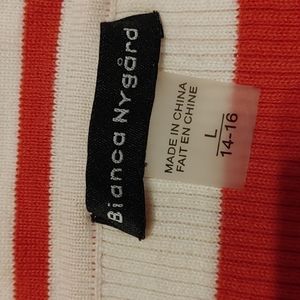 Bianca Nygård
MADE IN CHINA
FAIT EN CHINE
L
14-16